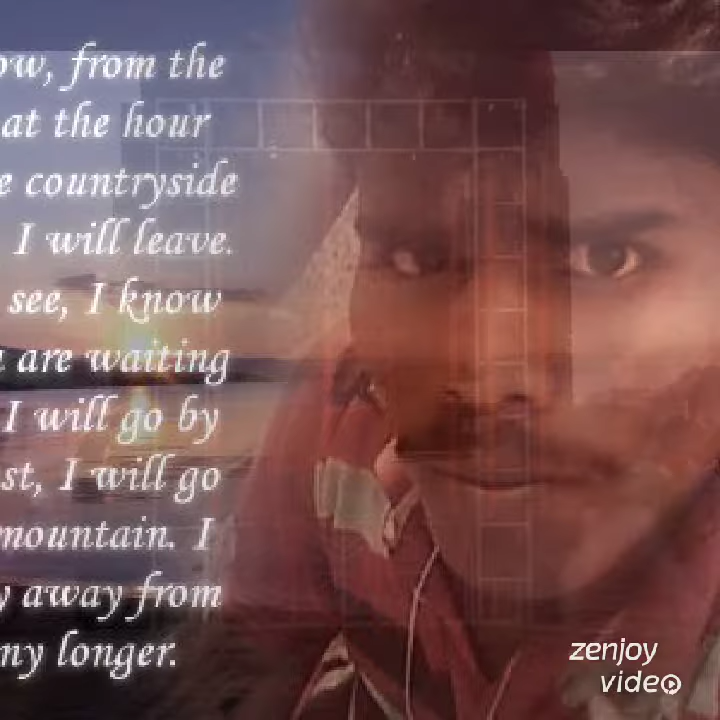 ow, from the
at the hour
e countryside
I will leave.
see, I know
are waiting
I will go by
st, I will go
mountain. I
y away from
ny longer.
zenjoy
video